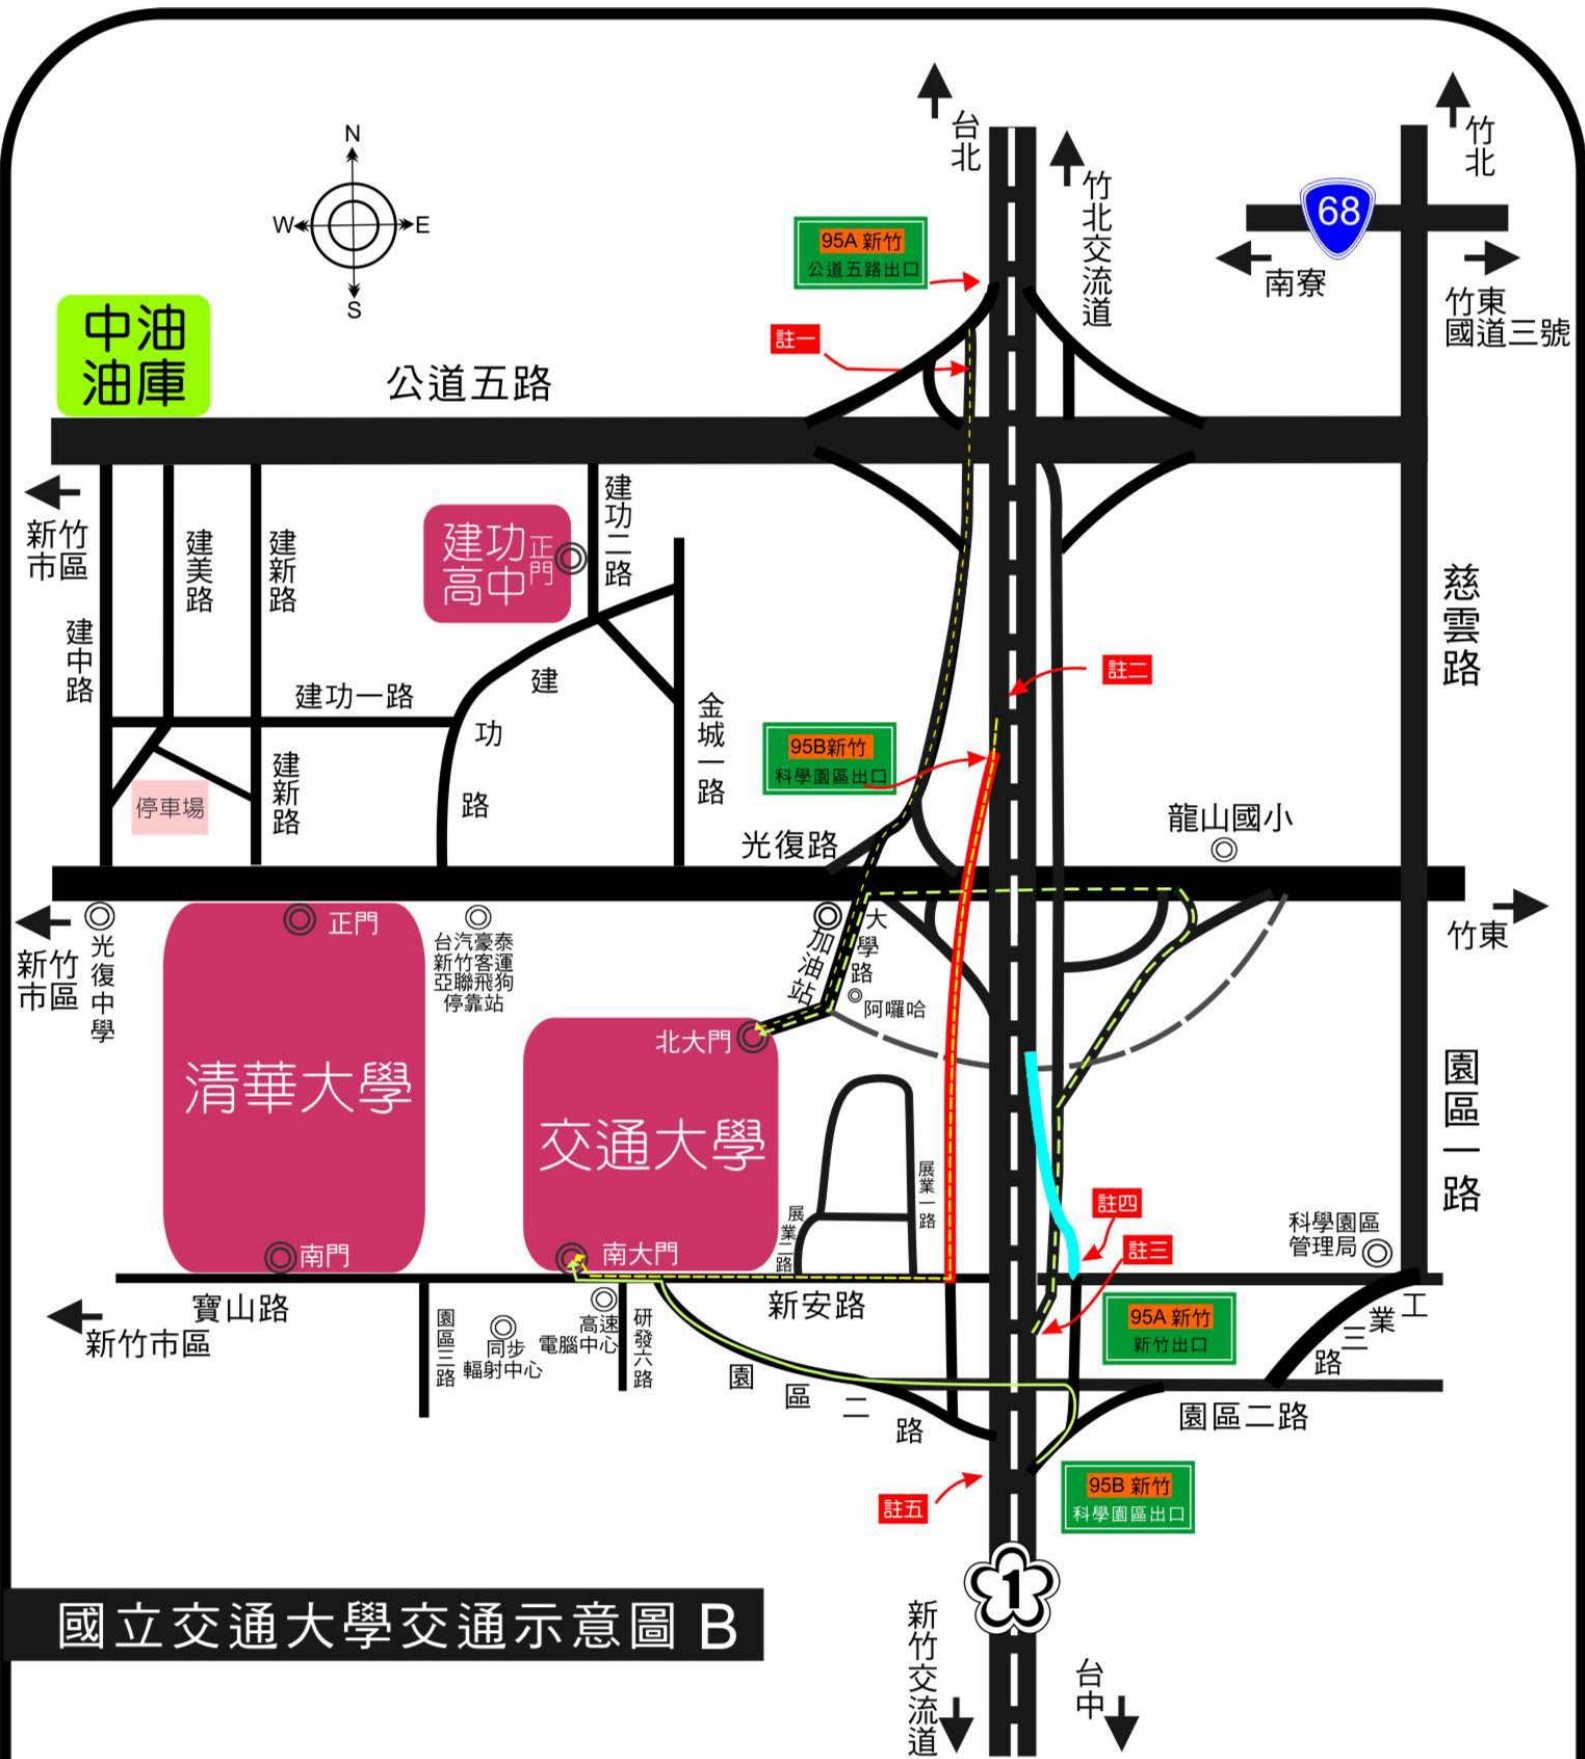 台北
竹北交流道
竹北
N
W
E
S
68
南寮
竹東
國道三號
95A 新竹
公道五路出口
中油
油庫
註一
公道五路
新竹
市區
建中路
建美路
建新路
建功
高中
正門
建功二路
慈雲路
註二
建功一路
建
功
路
金城一路
95B新竹
科學園區出口
建新路
停車場
光復路
龍山國小
新竹
市區
光復中學
正門
台汽豪泰
新竹客運
亞聯飛狗
停靠站
加油站
大學路
阿囉哈
竹東
清華大學
北大門
交通大學
園區一路
展業一路
展業二路
註四
註三
科學園區
管理局
南門
南大門
寶山路
新安路
新竹市區
園區三路
同步
輻射中心
高速
電腦中心
研發六路
95A 新竹
新竹出口
工
業
三
路
園
區
二
路
園區二路
95B 新竹
科學園區出口
註五
1
國立交通大學交通示意圖 B
新竹交流道
台中